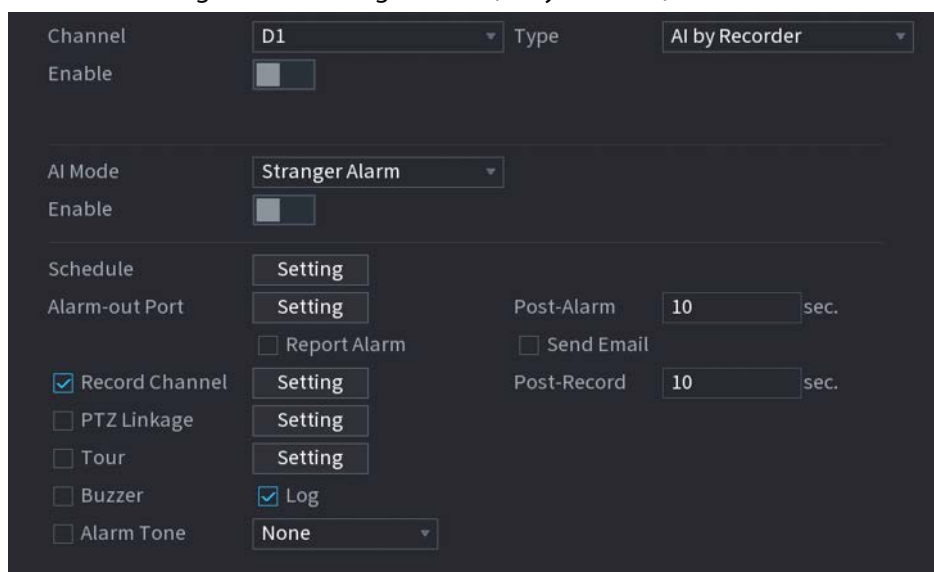 Channel D1 Type AI by Recorder
Enable
AI Mode Stranger Alarm
Enable
Schedule Setting
Alarm-out Port Setting Post-Alarm 10 sec.
Report Alarm Send Email
Record Channel Setting Post-Record 10 sec.
PTZ Linkage Setting
Tour Setting
Buzzer Log
Alarm Tone None